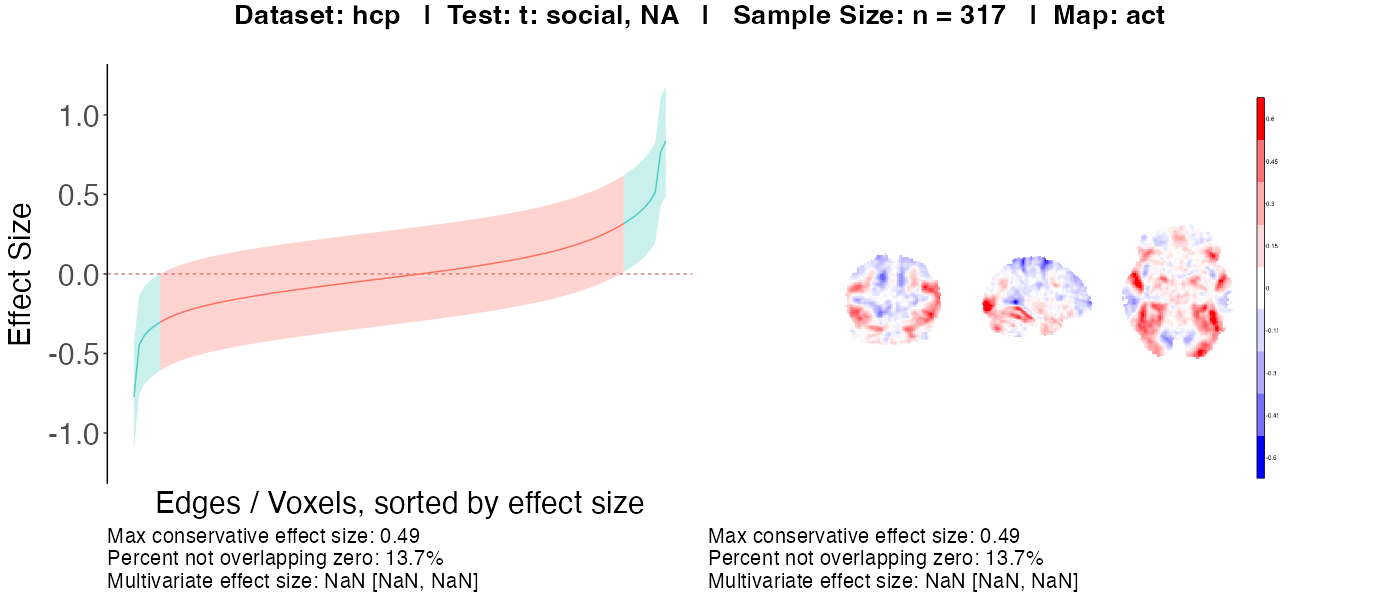 Dataset: hcp | Test: t: social, NA | Sample Size: n = 317 | Map: act
Effect Size
1.0
0.5
0.0
-0.5
-1.0
Edges / Voxels, sorted by effect size
Max conservative effect size: 0.49
Percent not overlapping zero: 13.7%
Multivariate effect size: NaN [NaN, NaN]
0.6
0.45
0.3
0.15
0
-0.3
-0.6
Max conservative effect size: 0.49
Percent not overlapping zero: 13.7%
Multivariate effect size: NaN [NaN, NaN]